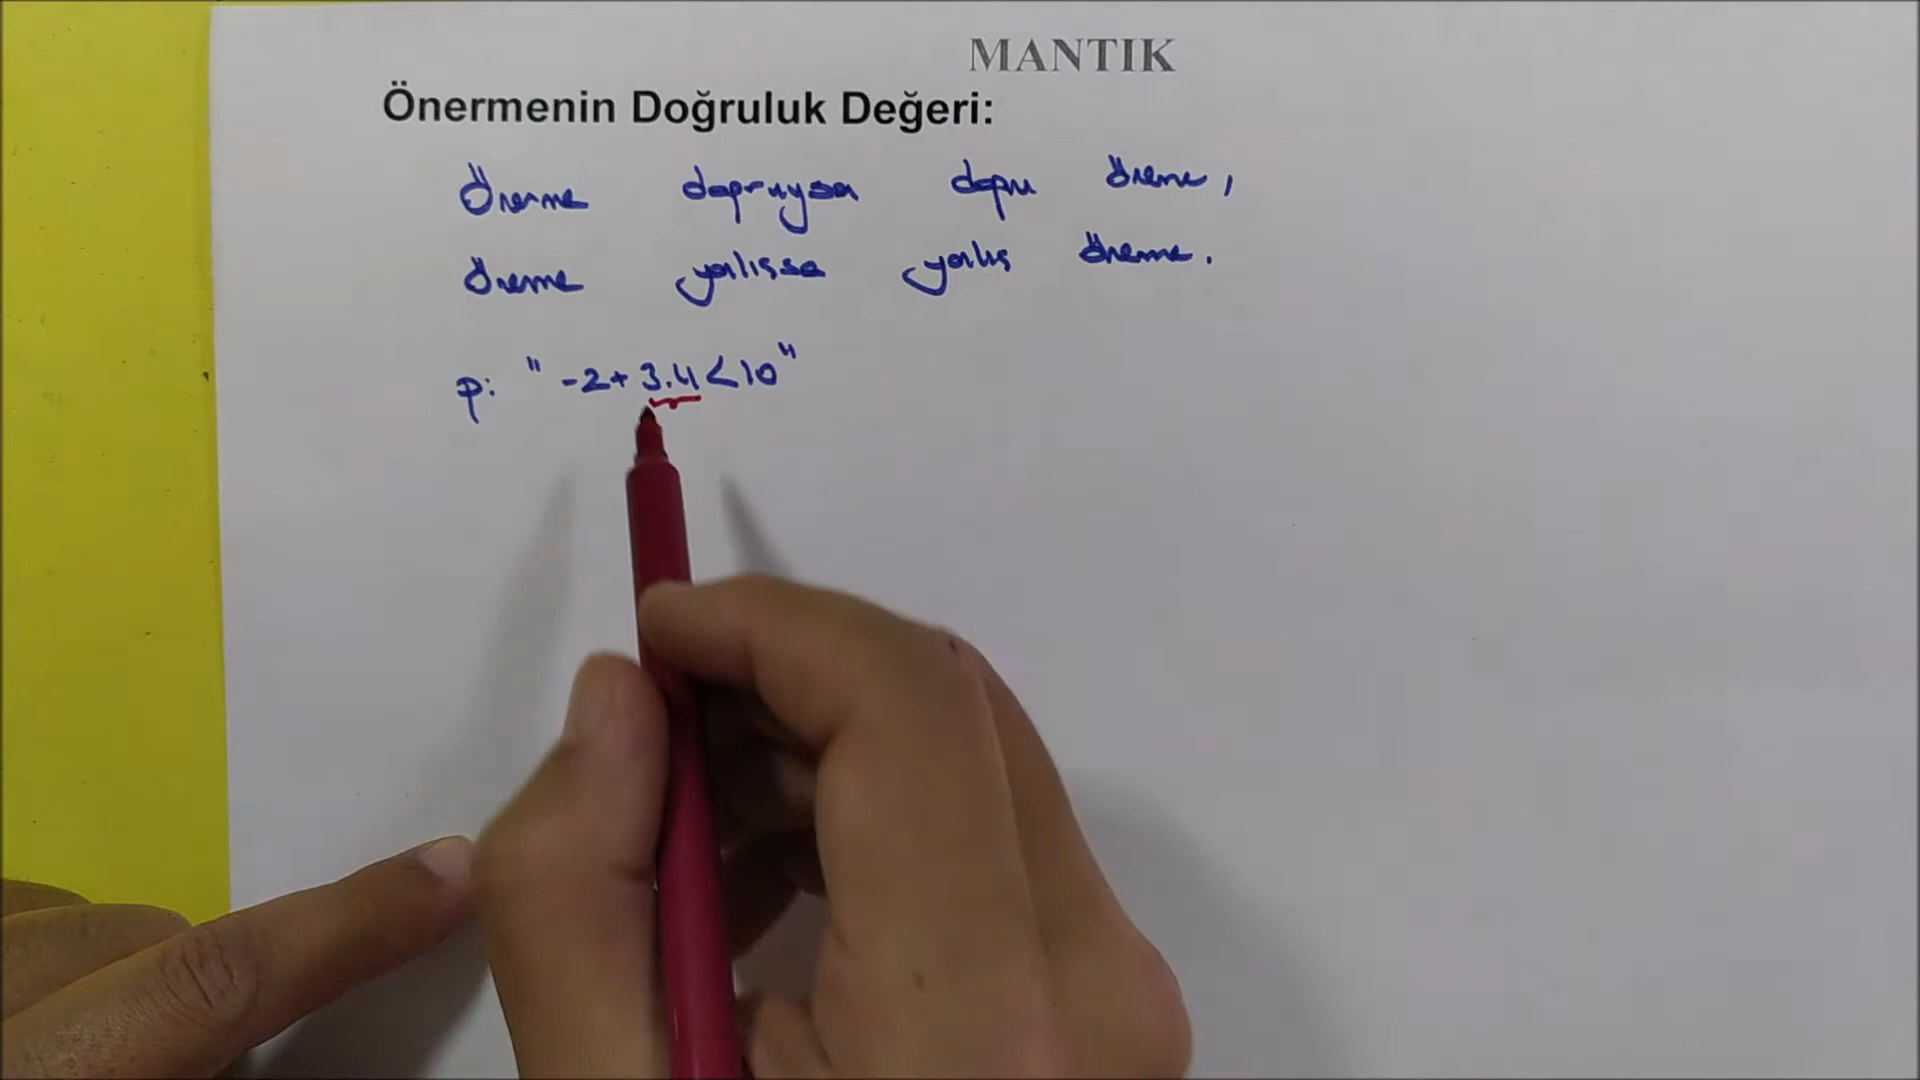 MANTIK
Önermenin Doğruluk Değeri:
Önerme doğruysa doğru önerme,
önerme yanlışsa yanlış önerme.
p: " -2+3.4<10"